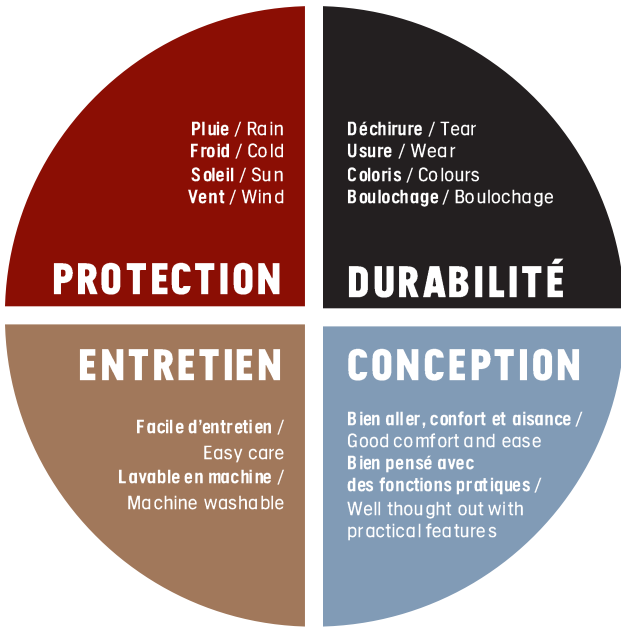 Pluie / Rain
Froid / Cold
Soleil / Sun
Vent / Wind
PROTECTION
Déchirure / Tear
Usure / Wear
Coloris / Colours
Boulochage / Boulochage
DURABILITÉ
ENTRETIEN
Facile d'entretien /
Easy care
Lavable en machine /
Machine washable
CONCEPTION
Bien aller, confort et aisance /
Good comfort and ease
Bien pensé avec
des fonctions pratiques /
Well thought out with
practical features